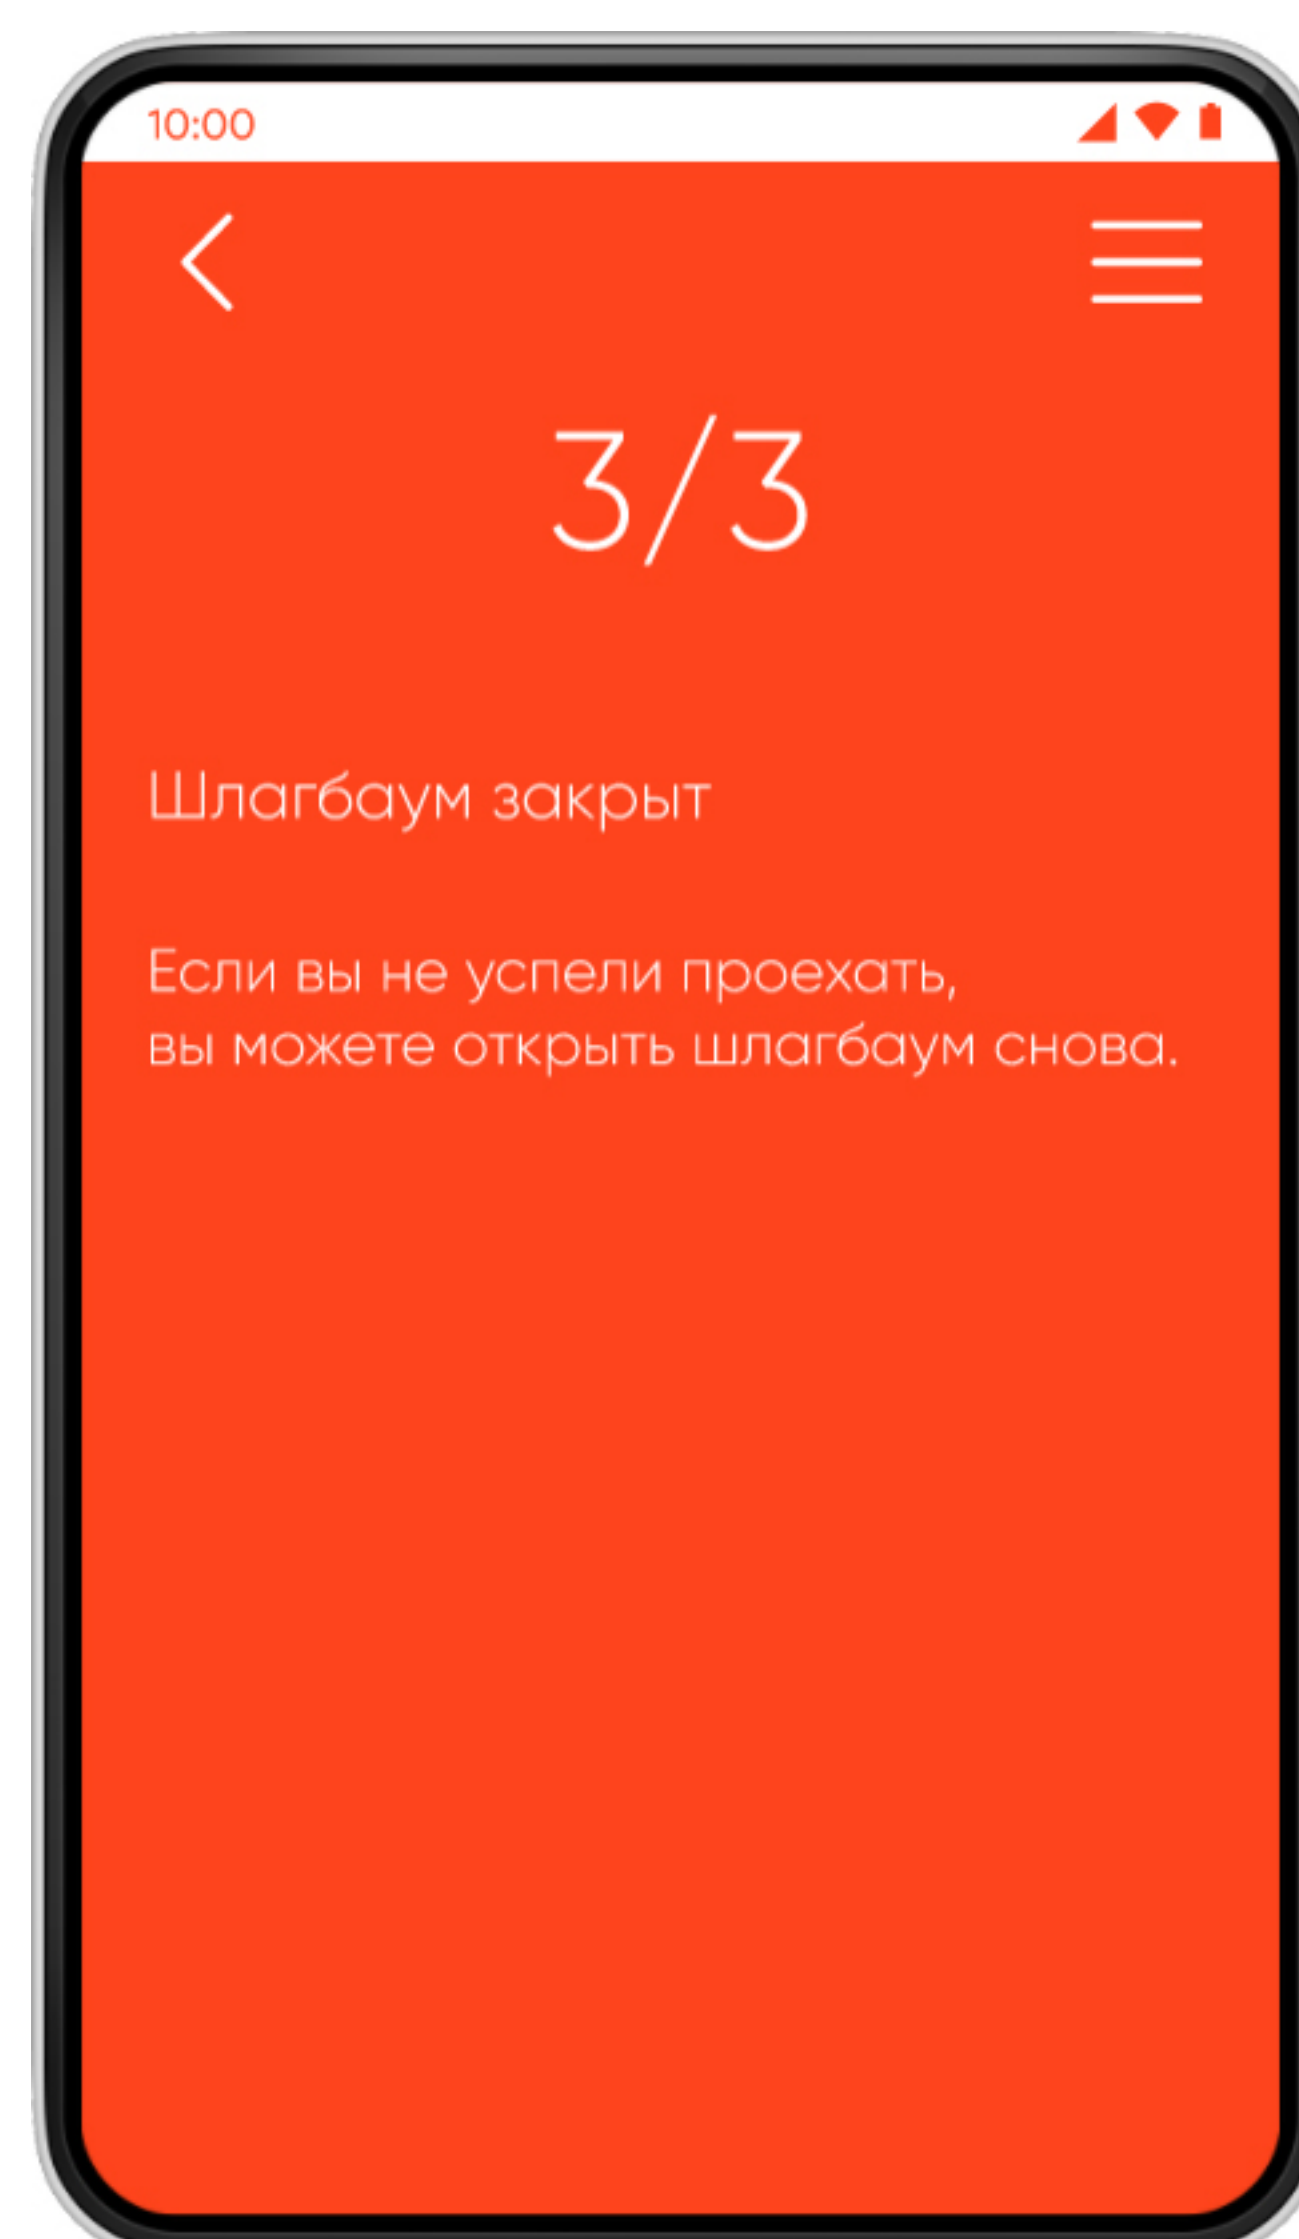 10:00
3/3
Шлагбаум закрыт
Если вы не успели проехать,
вы можете открыть шлагбаум снова.